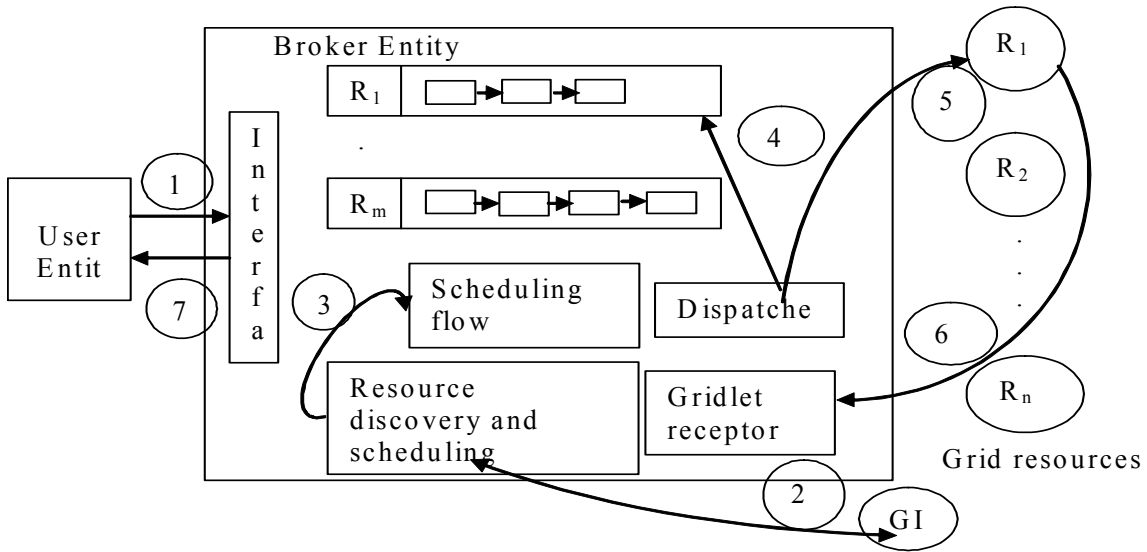 Broker Entity
R1
R1
5
4
1
Interfa
R2
Rm
User
Entit
7
3
Scheduling
flow
Dispatche
6
Resource
discovery and
scheduling
Gridlet
receptor
Rn
Grid resources
2
GI